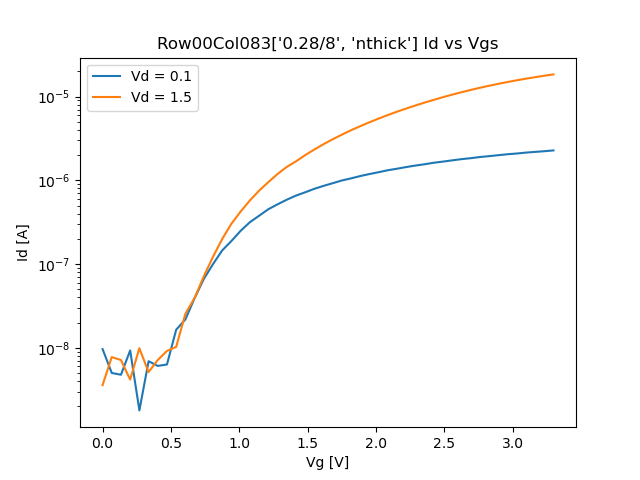 Row00Col083['0.28/8', 'nthick'] Id vs Vgs
Vd = 0.1
Vd = 1.5
10⁻⁵
10⁻⁶
10⁻⁷
10⁻⁸
Id [A]
0.0 0.5 1.0 1.5 2.0 2.5 3.0
Vg [V]